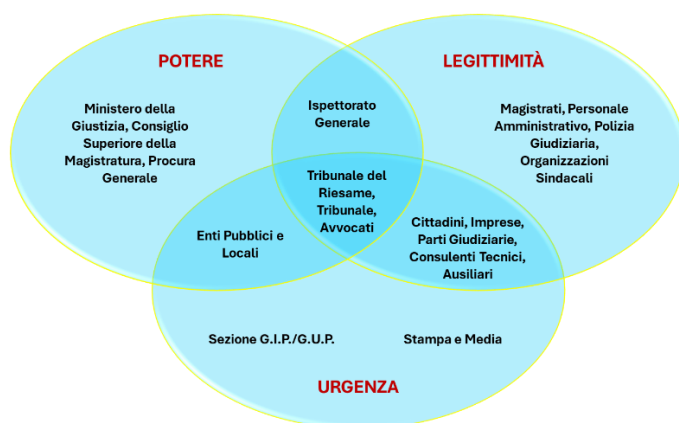 POTERE
LEGITTIMITÀ
Ministero della
Giustizia, Consiglio
Superiore della
Magistratura, Procura
Generale
Ispettorato
Generale
Magistrati, Personale
Amministrativo, Polizia
Giudiziaria,
Organizzazioni
Sindacali
Tribunale del
Riesame,
Tribunale,
Avvocati
Enti Pubblici e
Locali
Cittadini, Imprese,
Parti Giudiziarie,
Consulenti Tecnici,
Ausiliari
Sezione G.I.P./G.U.P.
Stampa e Media
URGENZA